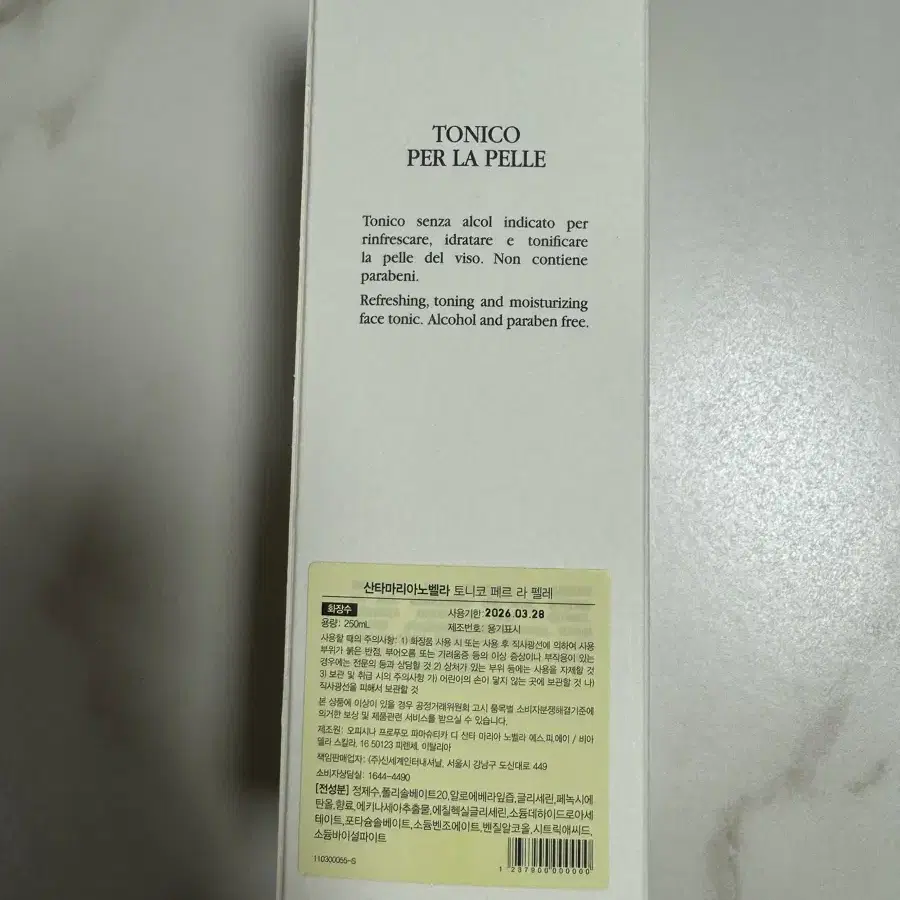 TONICO
PER LA PELLE
Tonico senza alcol indicato per
rinfrescare, idratare e tonificare
la pelle del viso. Non contiene
parabeni.
Refreshing, toning and moisturizing
face tonic. Alcohol and paraben free.
산타마리아노벨라 토니코 페르 라 펠레
화장수 사용기한: 2026.03.28
용량: 250mL 제조번호: 용기표시
사용할 때의 주의사항: 1) 화장품 사용 시 또는 사용 후 직사광선에 의하여 사용
부위가 붉은 반점, 부어오름 또는 가려움증 등의 이상 증상이나 부작용이 있는
경우에는 전문의 등과 상담할 것 2) 상처가 있는 부위 등에는 사용을 자제할 것
3) 보관 및 취급 시의 주의사항 가) 어린이의 손이 닿지 않는 곳에 보관할 것 나)
직사광선을 피해서 보관할 것
본 상품에 이상이 있을 경우 공정거래위원회 고시 품목별 소비자분쟁해결기준에
의거한 보상 및 제품관련 서비스를 받으실 수 있습니다.
제조원: 오피시나 프로푸모 파마슈티카 디 산타 마리아 노벨라 에스.피.에이 / 비아
델라 스칼라, 16 50123 피렌체, 이탈리아
책임판매업자: (주)신세계인터내셔날, 서울시 강남구 도산대로 449
소비자상담실: 1644-4490
[전성분] 정제수,폴리솔베이트20,알로에베라잎즙,글리세린,페녹시에
탄올,향료,에키나세아추출물,에칠헥실글리세린,소듐데하이드로아세
테이트,포타슘솔베이트,소듐벤조에이트,벤질알코올,시트릭애씨드,
소듐바이설파이트
110300055-S
1 237900 000000